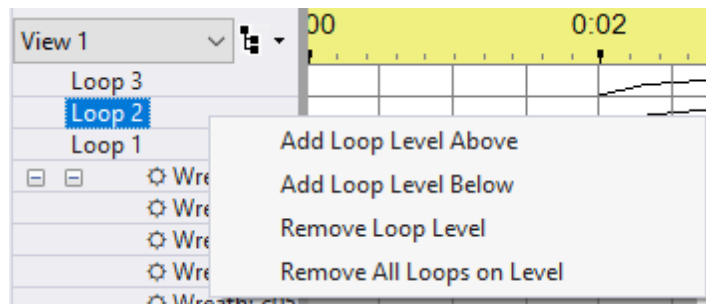 View 1
00
0:02
Loop 3
Loop 2
Loop 1
Add Loop Level Above
Add Loop Level Below
Remove Loop Level
Remove All Loops on Level
Wre
Wre
Wre
Wre